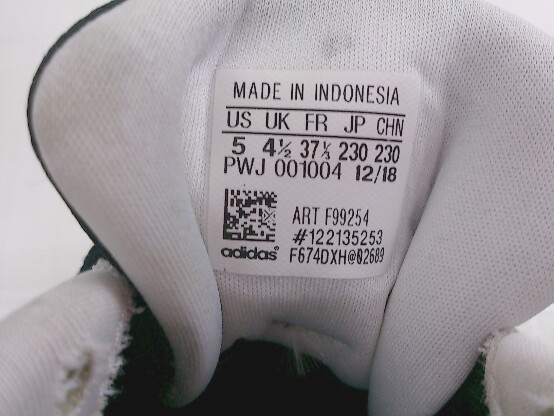 MADE IN INDONESIA
US UK FR JP CHN
5 4½ 37⅓ 230 230
PWJ 001004 12/18
ART F99254
#122135253
adidas® F674DXH@02689